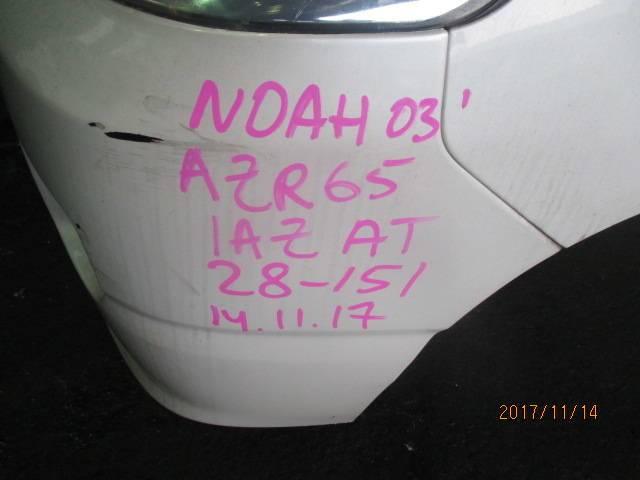 NOAH 03'
AZR65
1AZ AT
28-151
14.11.17
2017/11/14